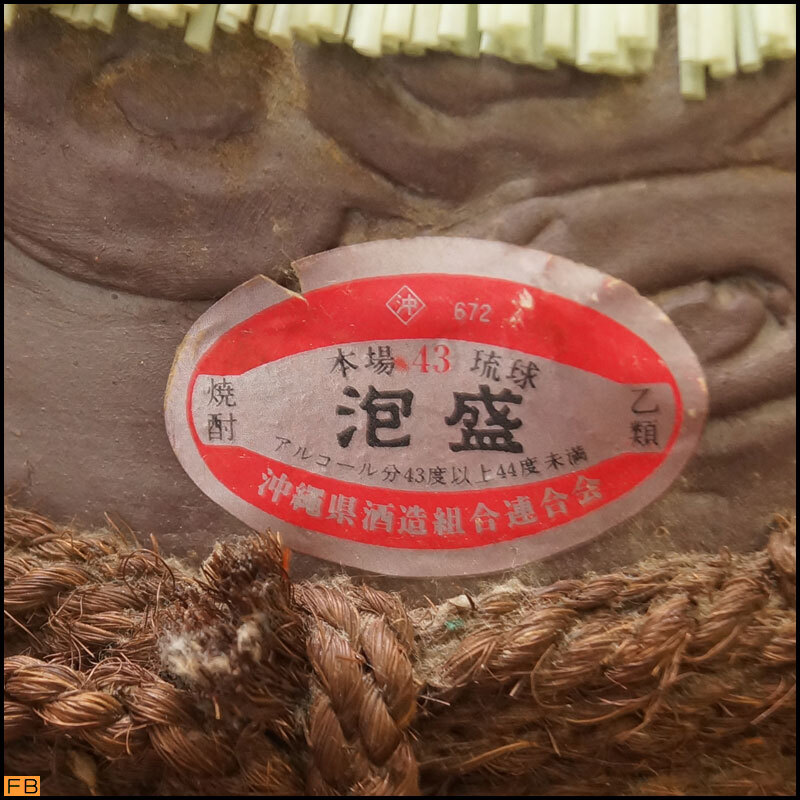 沖 672
本場 43 琉球
焼酎
泡盛
乙類
アルコール分43度以上44度未満
沖縄県酒造組合連合会
FB